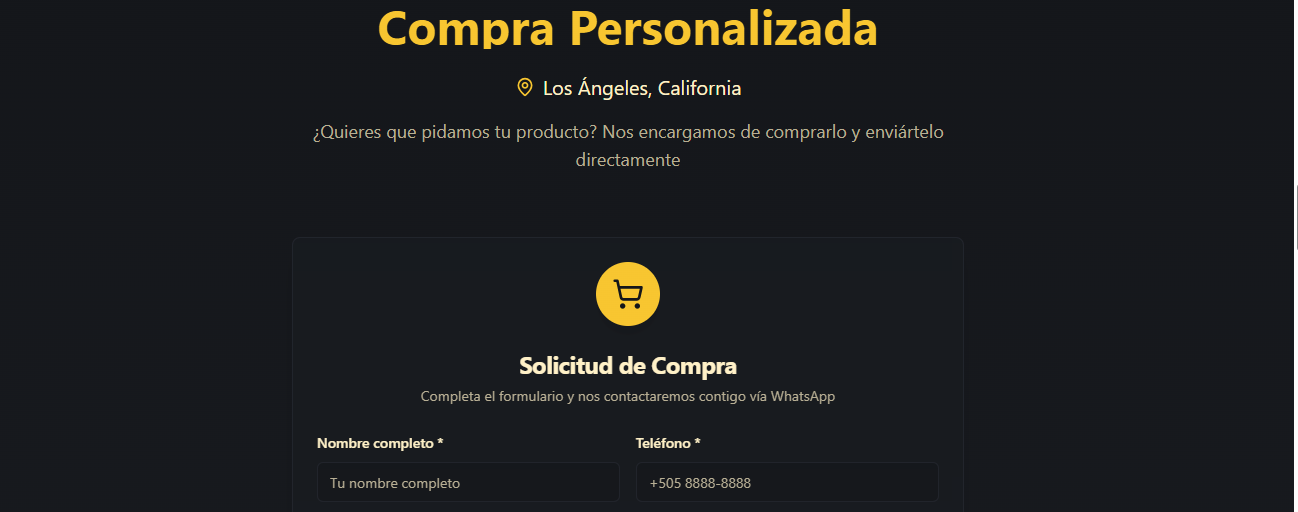 Compra Personalizada
Los Ángeles, California
¿Quieres que pidamos tu producto? Nos encargamos de comprarlo y enviártelo
directamente
Solicitud de Compra
Completa el formulario y nos contactaremos contigo vía WhatsApp
Nombre completo *
Teléfono *
Tu nombre completo
+505 8888-8888